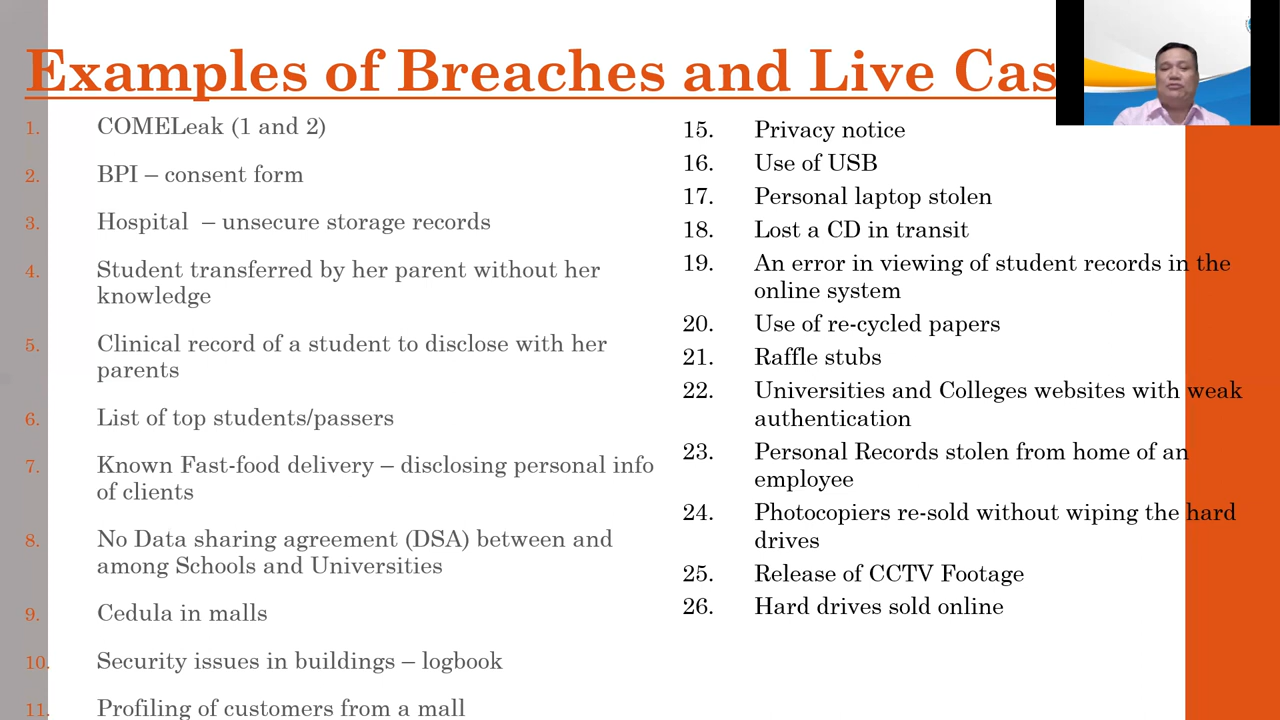 Examples of Breaches and Live Cas
1. COMELeak (1 and 2)
2. BPI – consent form
3. Hospital – unsecure storage records
4. Student transferred by her parent without her
knowledge
5. Clinical record of a student to disclose with her
parents
6. List of top students/passers
7. Known Fast-food delivery – disclosing personal info
of clients
8. No Data sharing agreement (DSA) between and
among Schools and Universities
9. Cedula in malls
10. Security issues in buildings – logbook
11. Profiling of customers from a mall
15. Privacy notice
16. Use of USB
17. Personal laptop stolen
18. Lost a CD in transit
19. An error in viewing of student records in the
online system
20. Use of re-cycled papers
21. Raffle stubs
22. Universities and Colleges websites with weak
authentication
23. Personal Records stolen from home of an
employee
24. Photocopiers re-sold without wiping the hard
drives
25. Release of CCTV Footage
26. Hard drives sold online